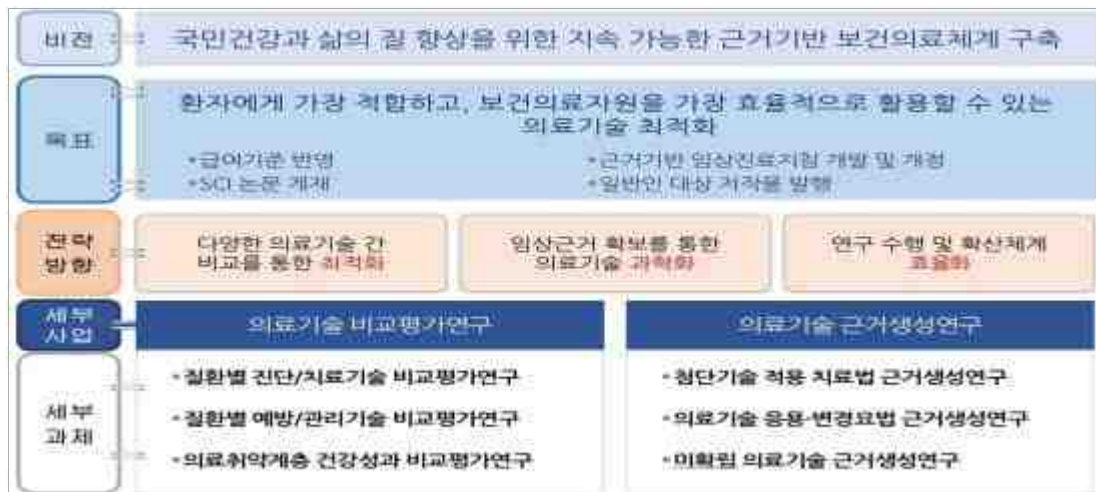 비전
국민건강과 삶의 질 향상을 위한 지속 가능한 근거기반 보건의료체계 구축
목표
환자에게 가장 적합하고, 보건의료자원을 가장 효율적으로 활용할 수 있는
의료기술 최적화
•급여기준 반영
•근거기반 임상진료지침 개발 및 개정
•SCI 논문 게재
•일반인 대상 저작물 발행
전략
방향
다양한 의료기술 간
비교를 통한 최적화
임상근거 확보를 통한
의료기술 과학화
연구 수행 및 확산체계
효율화
세부
사업
의료기술 비교평가연구
의료기술 근거생성연구
세부
과제
•질환별 진단/치료기술 비교평가연구
•질환별 예방/관리기술 비교평가연구
•의료취약계층 건강성과 비교평가연구
•첨단기술 적용 치료법 근거생성연구
•의료기술 응용·변경요법 근거생성연구
•미확립 의료기술 근거생성연구